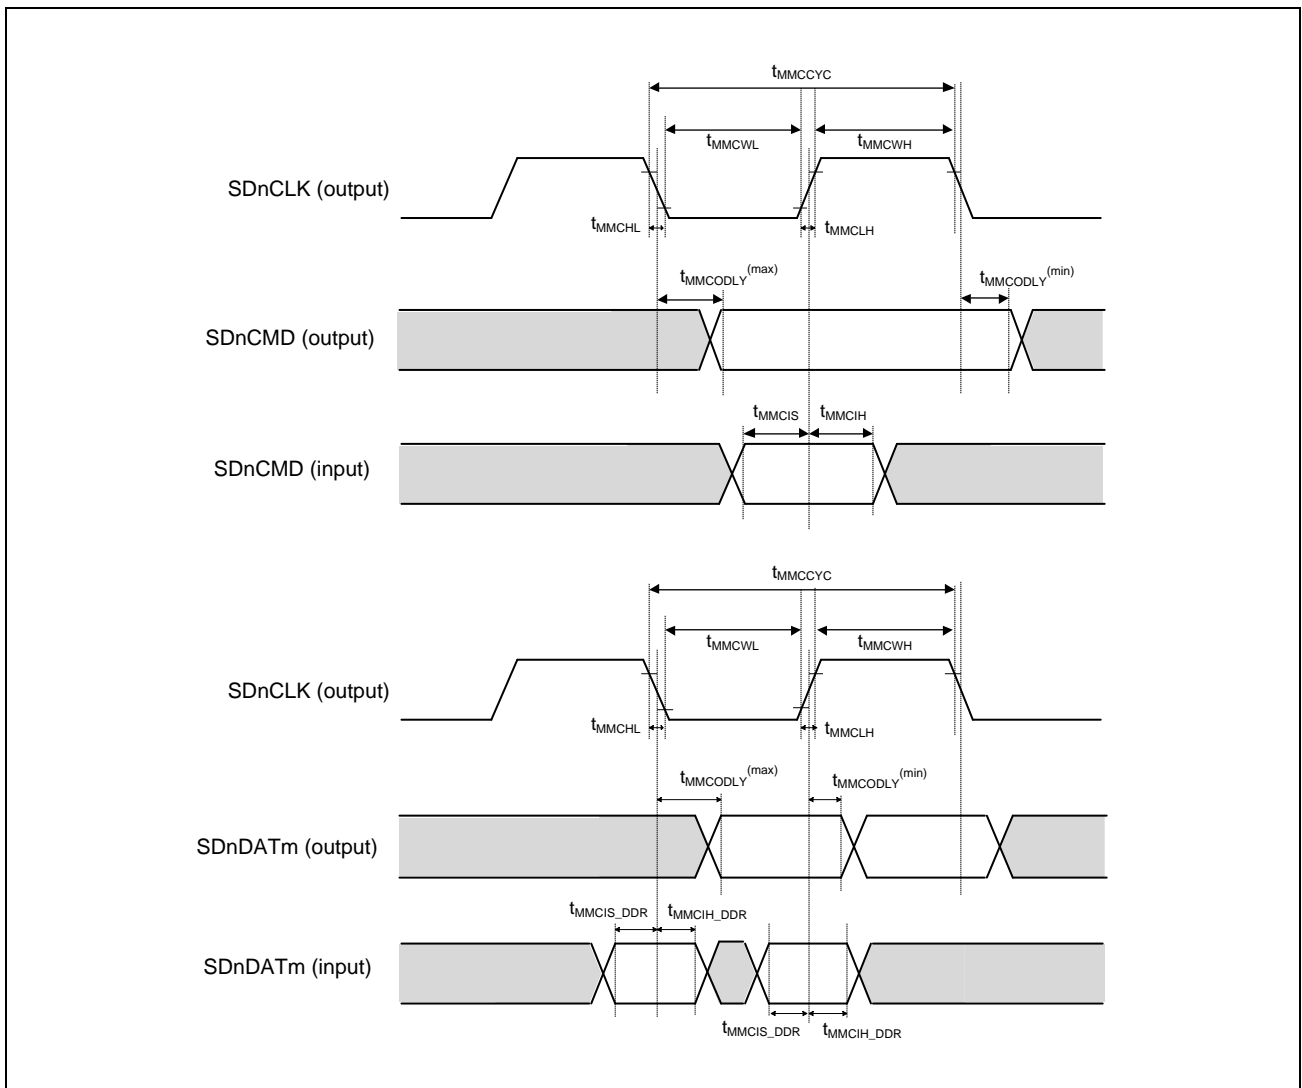 tMMCCYC
tMMCWL
tMMCWH
SDnCLK (output)
tMMCHL
tMMCLH
tMMCODLY(max)
tMMCODLY(min)
SDnCMD (output)
tMMCIS
tMMCIH
SDnCMD (input)
tMMCCYC
tMMCWL
tMMCWH
SDnCLK (output)
tMMCHL
tMMCLH
tMMCODLY(max)
tMMCODLY(min)
SDnDATm (output)
tMMCIS_DDR
tMMCIH_DDR
SDnDATm (input)
tMMCIS_DDR
tMMCIH_DDR